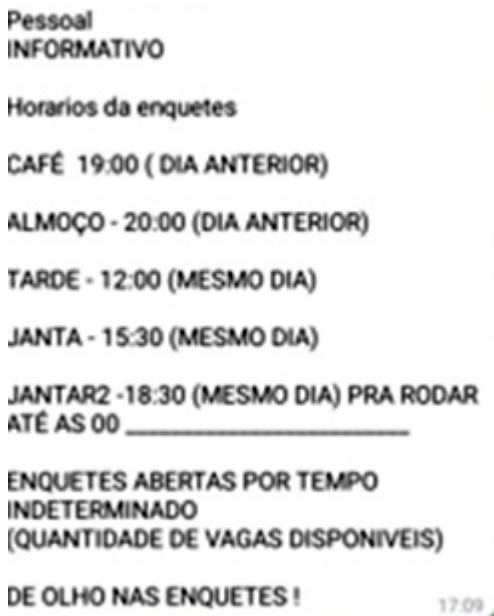 Pessoal
INFORMATIVO
Horarios da enquetes
CAFÉ 19:00 ( DIA ANTERIOR)
ALMOÇO - 20:00 (DIA ANTERIOR)
TARDE - 12:00 (MESMO DIA)
JANTA - 15:30 (MESMO DIA)
JANTAR2 -18:30 (MESMO DIA) PRA RODAR
ATÉ AS 00 __________________________
ENQUETES ABERTAS POR TEMPO
INDETERMINADO
(QUANTIDADE DE VAGAS DISPONIVEIS)
DE OLHO NAS ENQUETES !
17:09